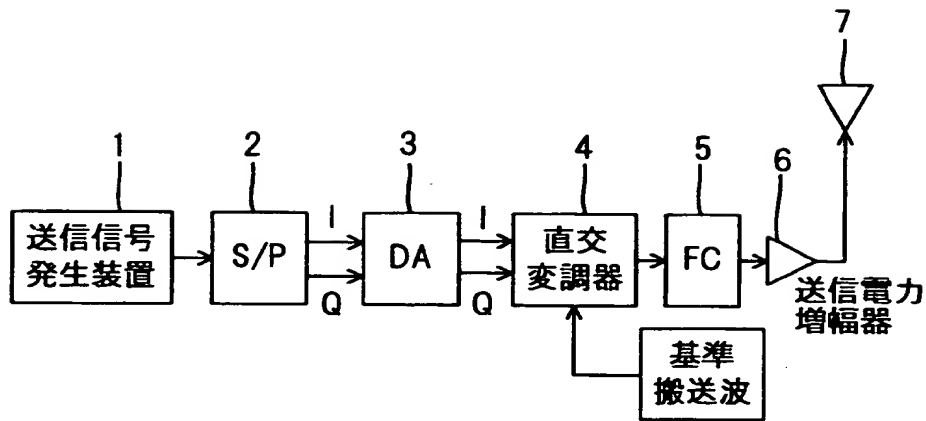 7
1
2
3
4
5
6
送信信号
発生装置
S/P
I
Q
DA
I
Q
直交
変調器
FC
送信電力
増幅器
基準
搬送波